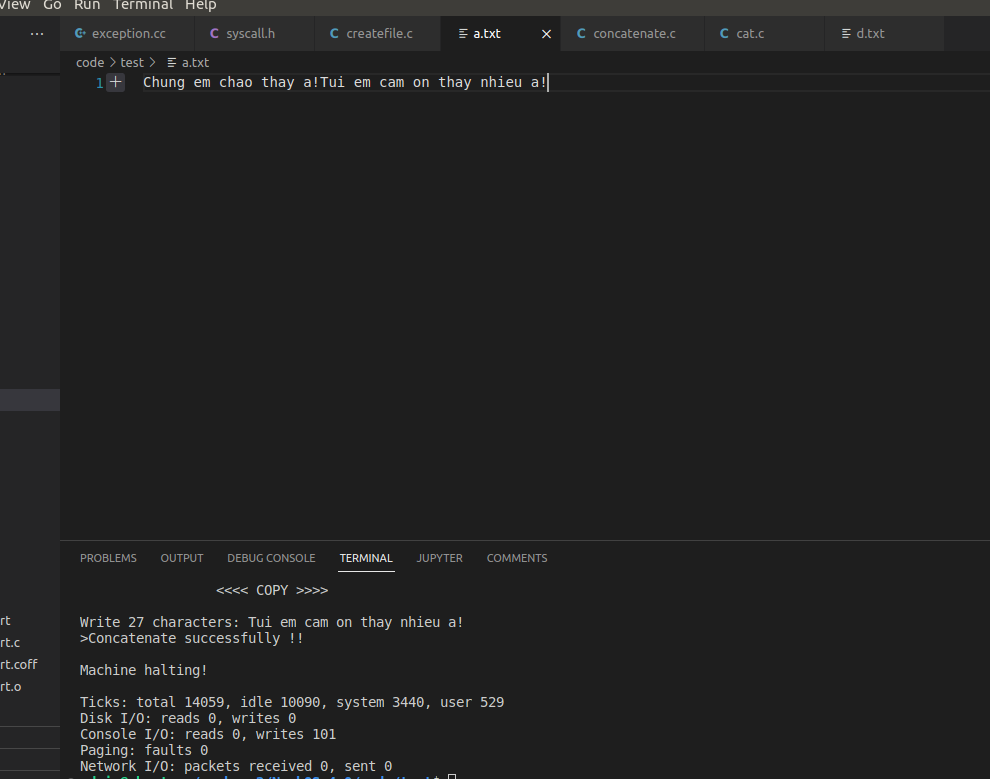 View Go Run Terminal Help
exception.cc syscall.h createfile.c a.txt concatenate.c cat.c d.txt
code > test > a.txt
1 Chung em chao thay a!Tui em cam on thay nhieu a!
PROBLEMS OUTPUT DEBUG CONSOLE TERMINAL JUPYTER COMMENTS
<<<< COPY >>>>
Write 27 characters: Tui em cam on thay nhieu a!
>Concatenate successfully !!
Machine halting!
Ticks: total 14059, idle 10090, system 3440, user 529
Disk I/O: reads 0, writes 0
Console I/O: reads 0, writes 101
Paging: faults 0
Network I/O: packets received 0, sent 0
rt
rt.c
rt.coff
rt.o